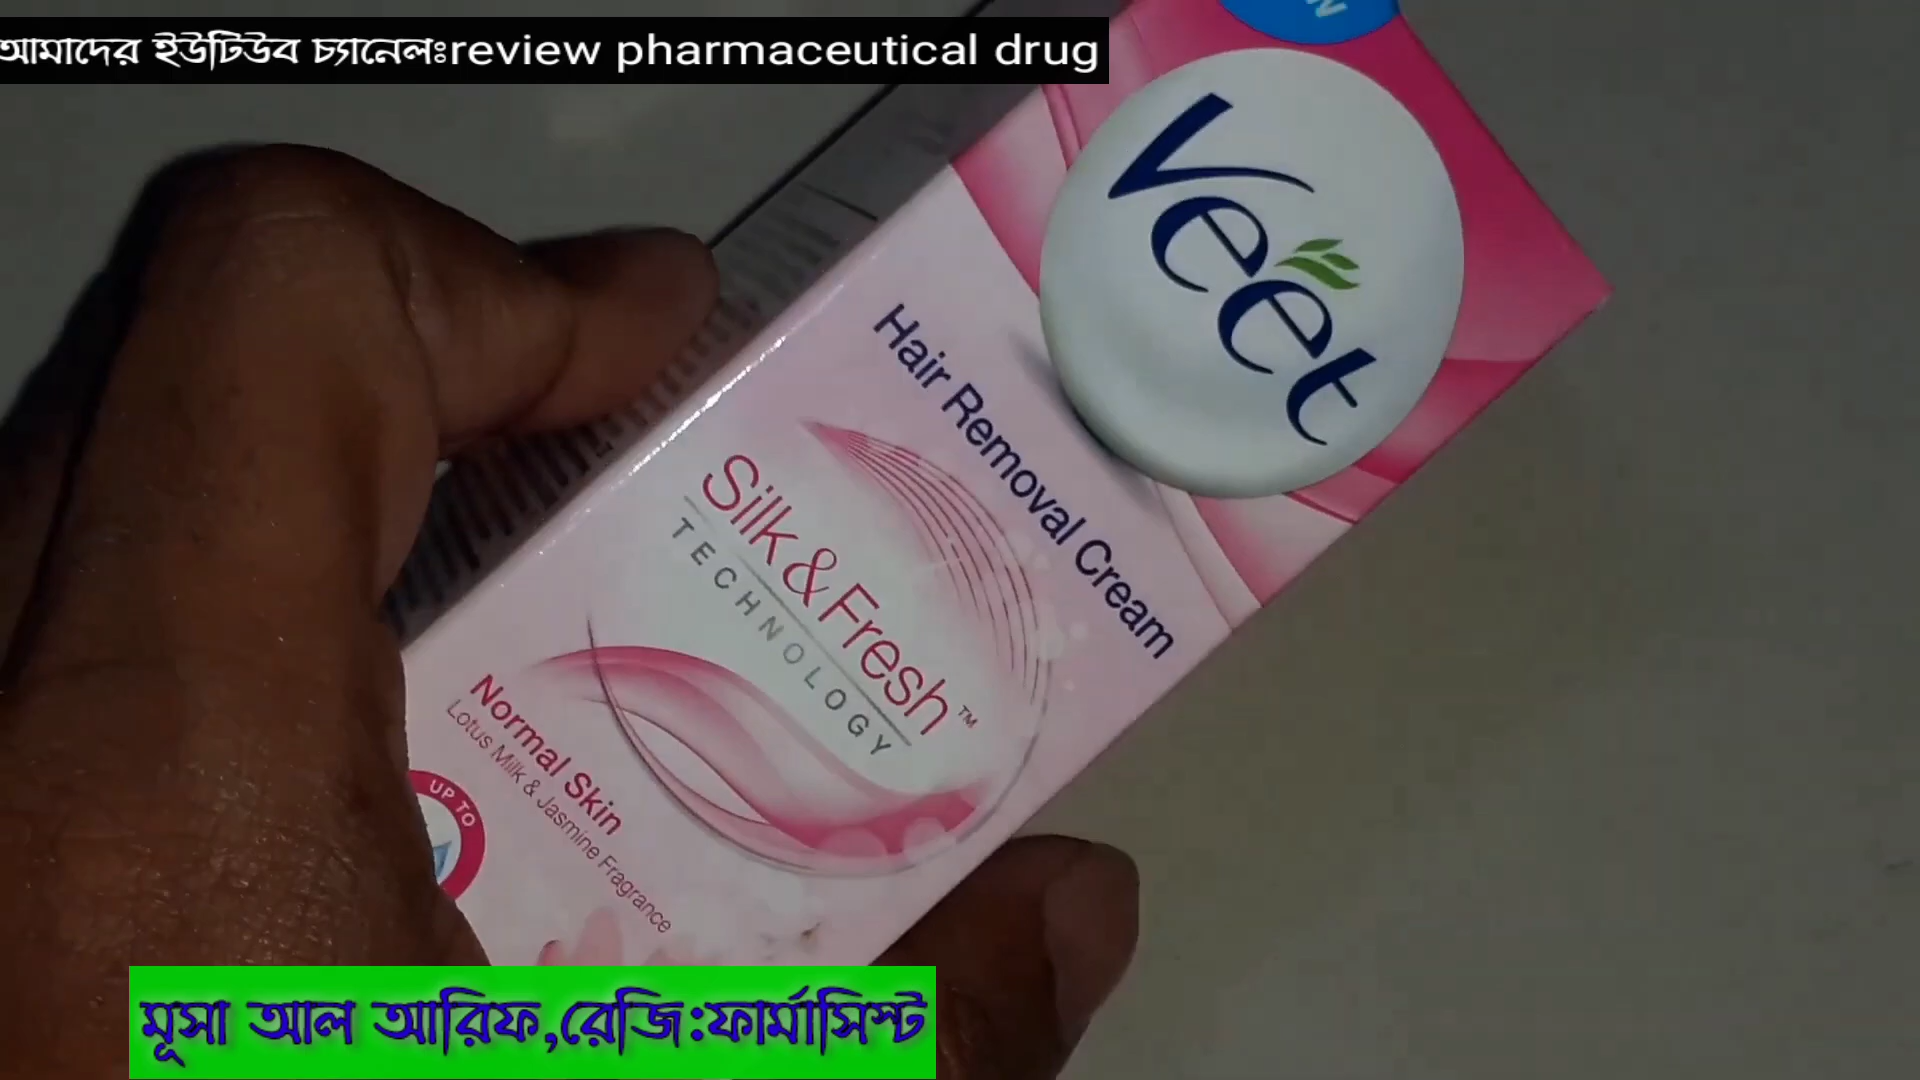 আমাদের ইউটিউব চ্যানেলঃreview pharmaceutical drug
Veet
Hair Removal Cream
Silk & Fresh™
TECHNOLOGY
Normal Skin
Lotus Milk & Jasmine Fragrance
UP TO
মূসা আল আরিফ,রেজি:ফার্মাসিস্ট